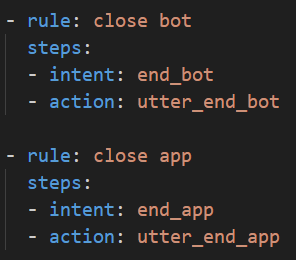 - rule: close bot
steps:
- intent: end_bot
- action: utter_end_bot
- rule: close app
steps:
- intent: end_app
- action: utter_end_app